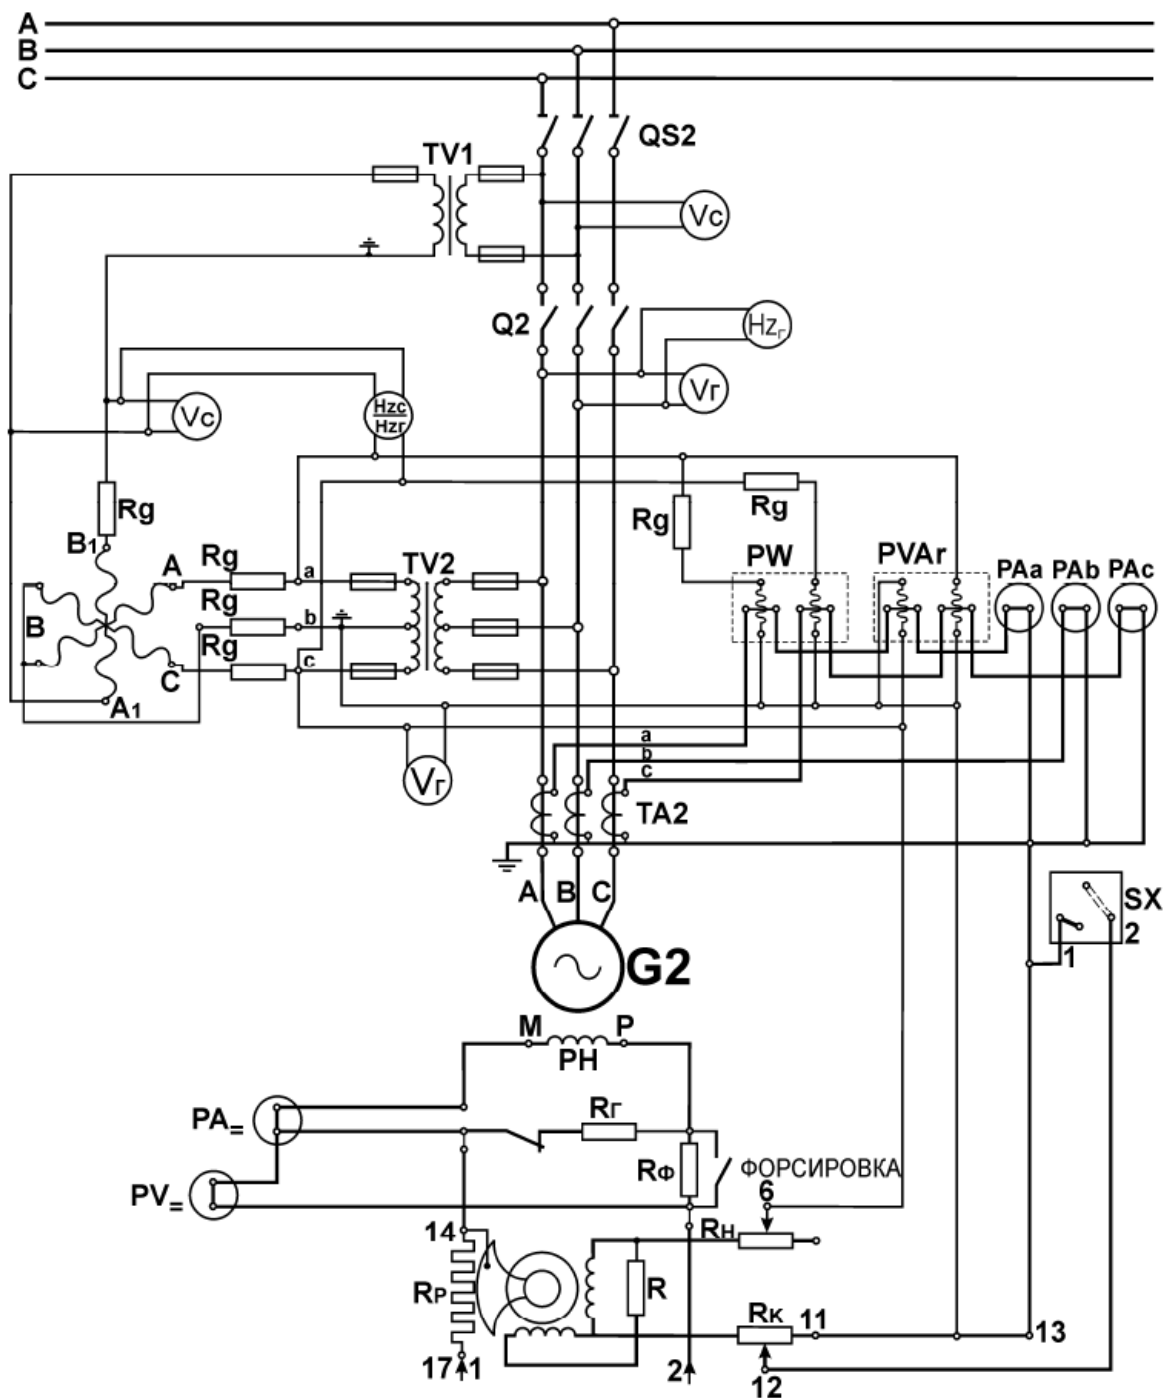 A
B
C
QS2
TV1
Vc
Q2
HzГ
Vг
Vc
Hzc
Hzг
Rg
B1
Rg
A
a
TV2
Rg
Rg
PW
PVAr
PAa
PAb
PAc
B
Rg
b
Rg
c
C
A1
Vг
a
b
c
TA2
A
B
C
SX
2
1
G2
M
P
PH
PA=
RГ
RФ
ФОРСИРОВКА
6
PV=
14
RН
RP
R
RК
11
13
17
1
2
12